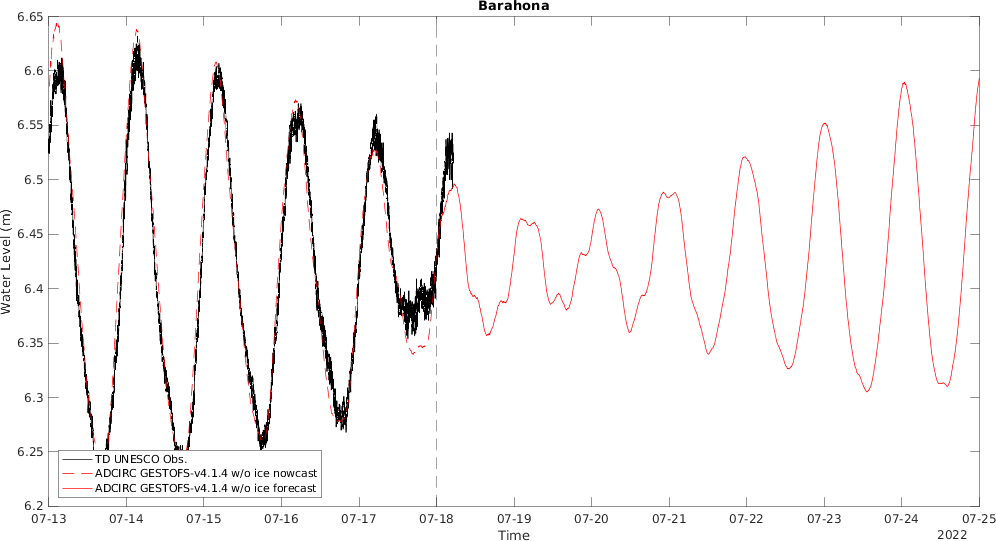 Barahona
6.65
6.6
6.55
6.5
6.45
6.4
6.35
6.3
6.25
6.2
Water Level (m)
TD UNESCO Obs.
ADCIRC GESTOFS-v4.1.4 w/o ice nowcast
ADCIRC GESTOFS-v4.1.4 w/o ice forecast
07-13 07-14 07-15 07-16 07-17 07-18 07-19 07-20 07-21 07-22 07-23 07-24 07-25
Time
2022